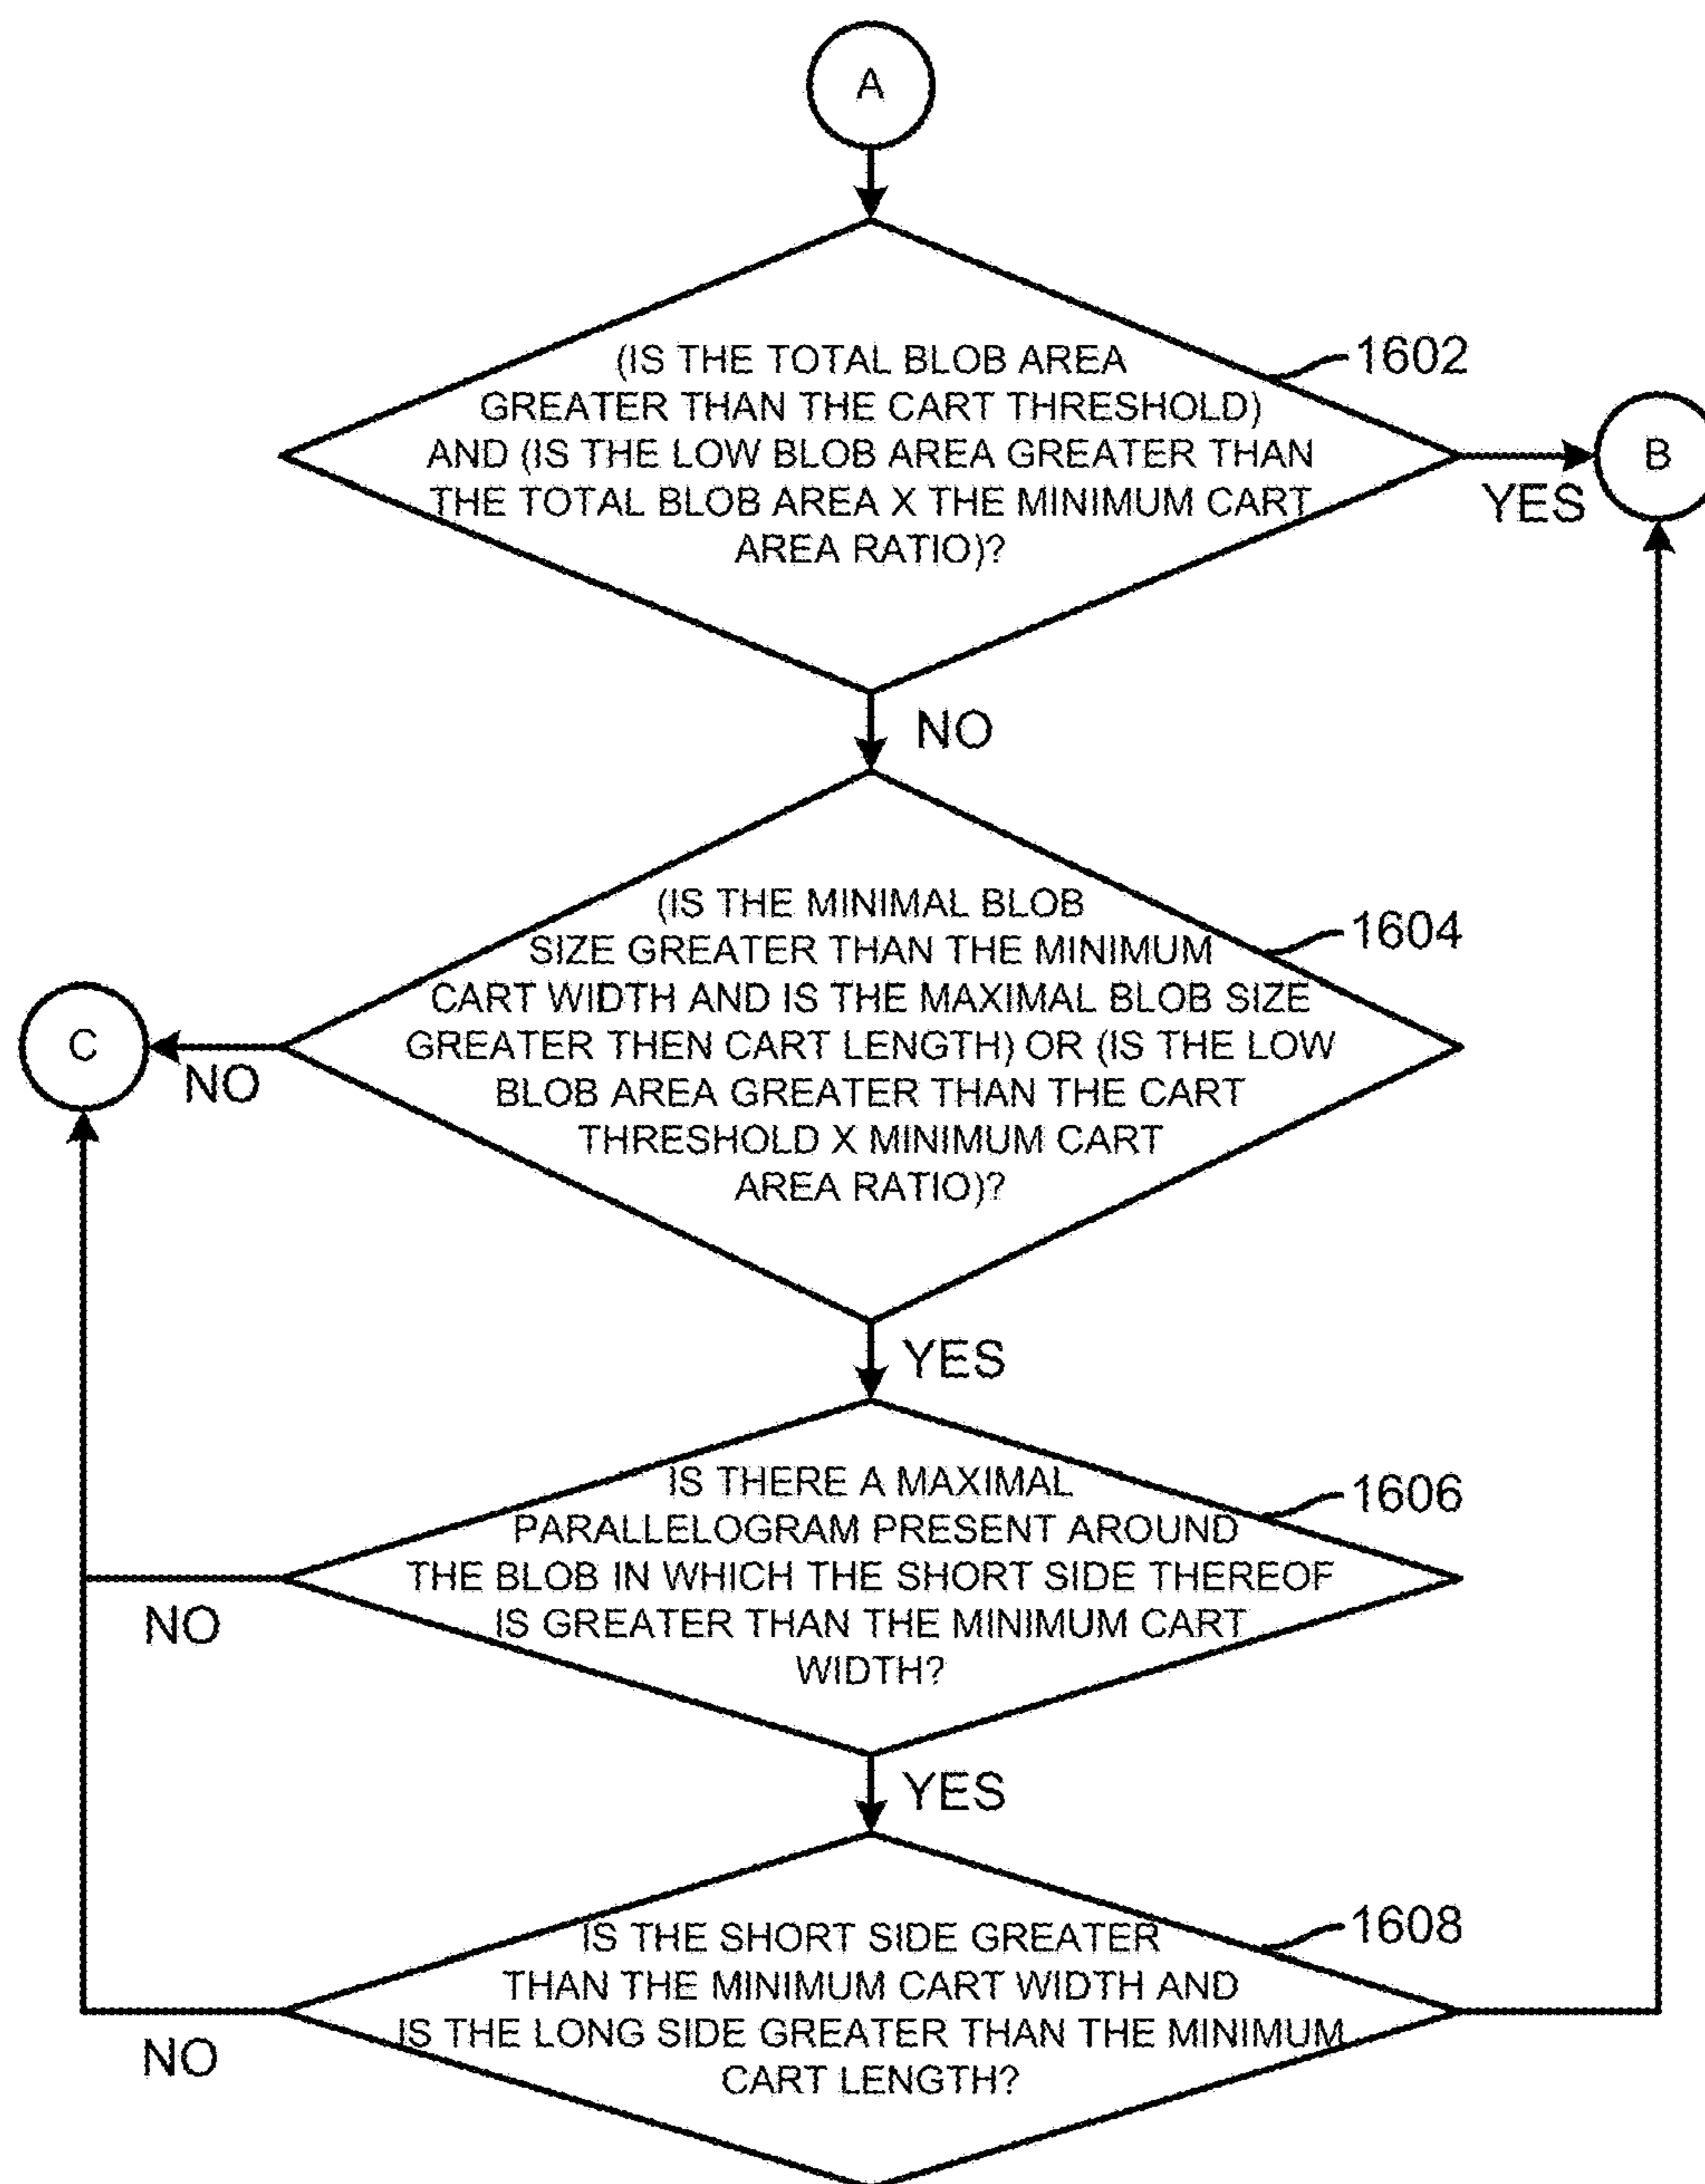 A
(IS THE TOTAL BLOB AREA
GREATER THAN THE CART THRESHOLD)
AND (IS THE LOW BLOB AREA GREATER THAN
THE TOTAL BLOB AREA X THE MINIMUM CART
AREA RATIO)?
1602
YES
B
NO
(IS THE MINIMAL BLOB
SIZE GREATER THAN THE MINIMUM
CART WIDTH AND IS THE MAXIMAL BLOB SIZE
GREATER THEN CART LENGTH) OR (IS THE LOW
BLOB AREA GREATER THAN THE CART
THRESHOLD X MINIMUM CART
AREA RATIO)?
1604
C
NO
YES
IS THERE A MAXIMAL
PARALLELOGRAM PRESENT AROUND
THE BLOB IN WHICH THE SHORT SIDE THEREOF
IS GREATER THAN THE MINIMUM CART
WIDTH?
1606
NO
YES
IS THE SHORT SIDE GREATER
THAN THE MINIMUM CART WIDTH AND
IS THE LONG SIDE GREATER THAN THE MINIMUM
CART LENGTH?
1608
NO